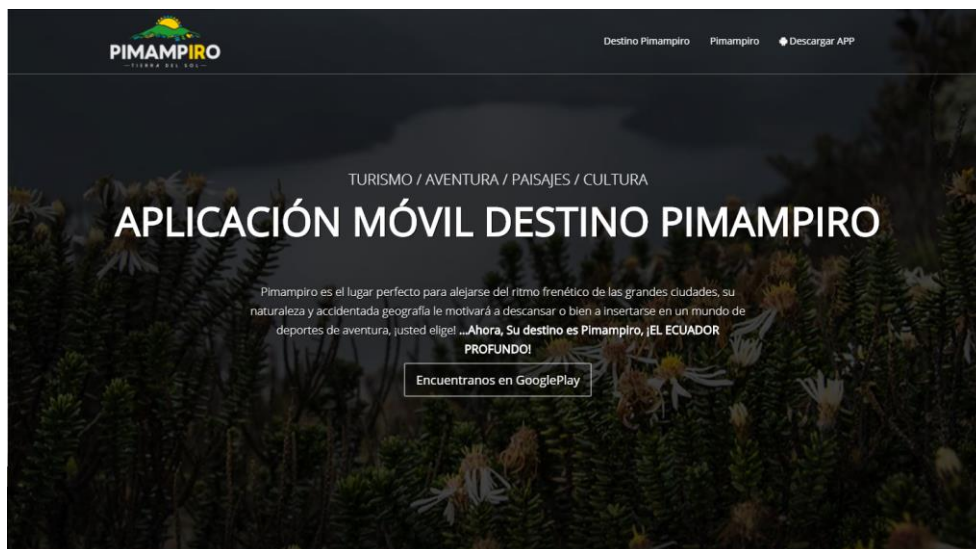 PIMAMPIRO
TIERRA DEL SOL
Destino Pimampiro Pimampiro Descargar APP
TURISMO / AVENTURA / PAISAJES / CULTURA
APLICACIÓN MÓVIL DESTINO PIMAMPIRO
Pimampiro es el lugar perfecto para alejarse del ritmo frenético de las grandes ciudades, su
naturaleza y accidentada geografía le motivará a descansar o bien a insertarse en un mundo de
deportes de aventura, ¡usted elige! ...Ahora, Su destino es Pimampiro, ¡EL ECUADOR
PROFUNDO!
Encuentranos en GooglePlay